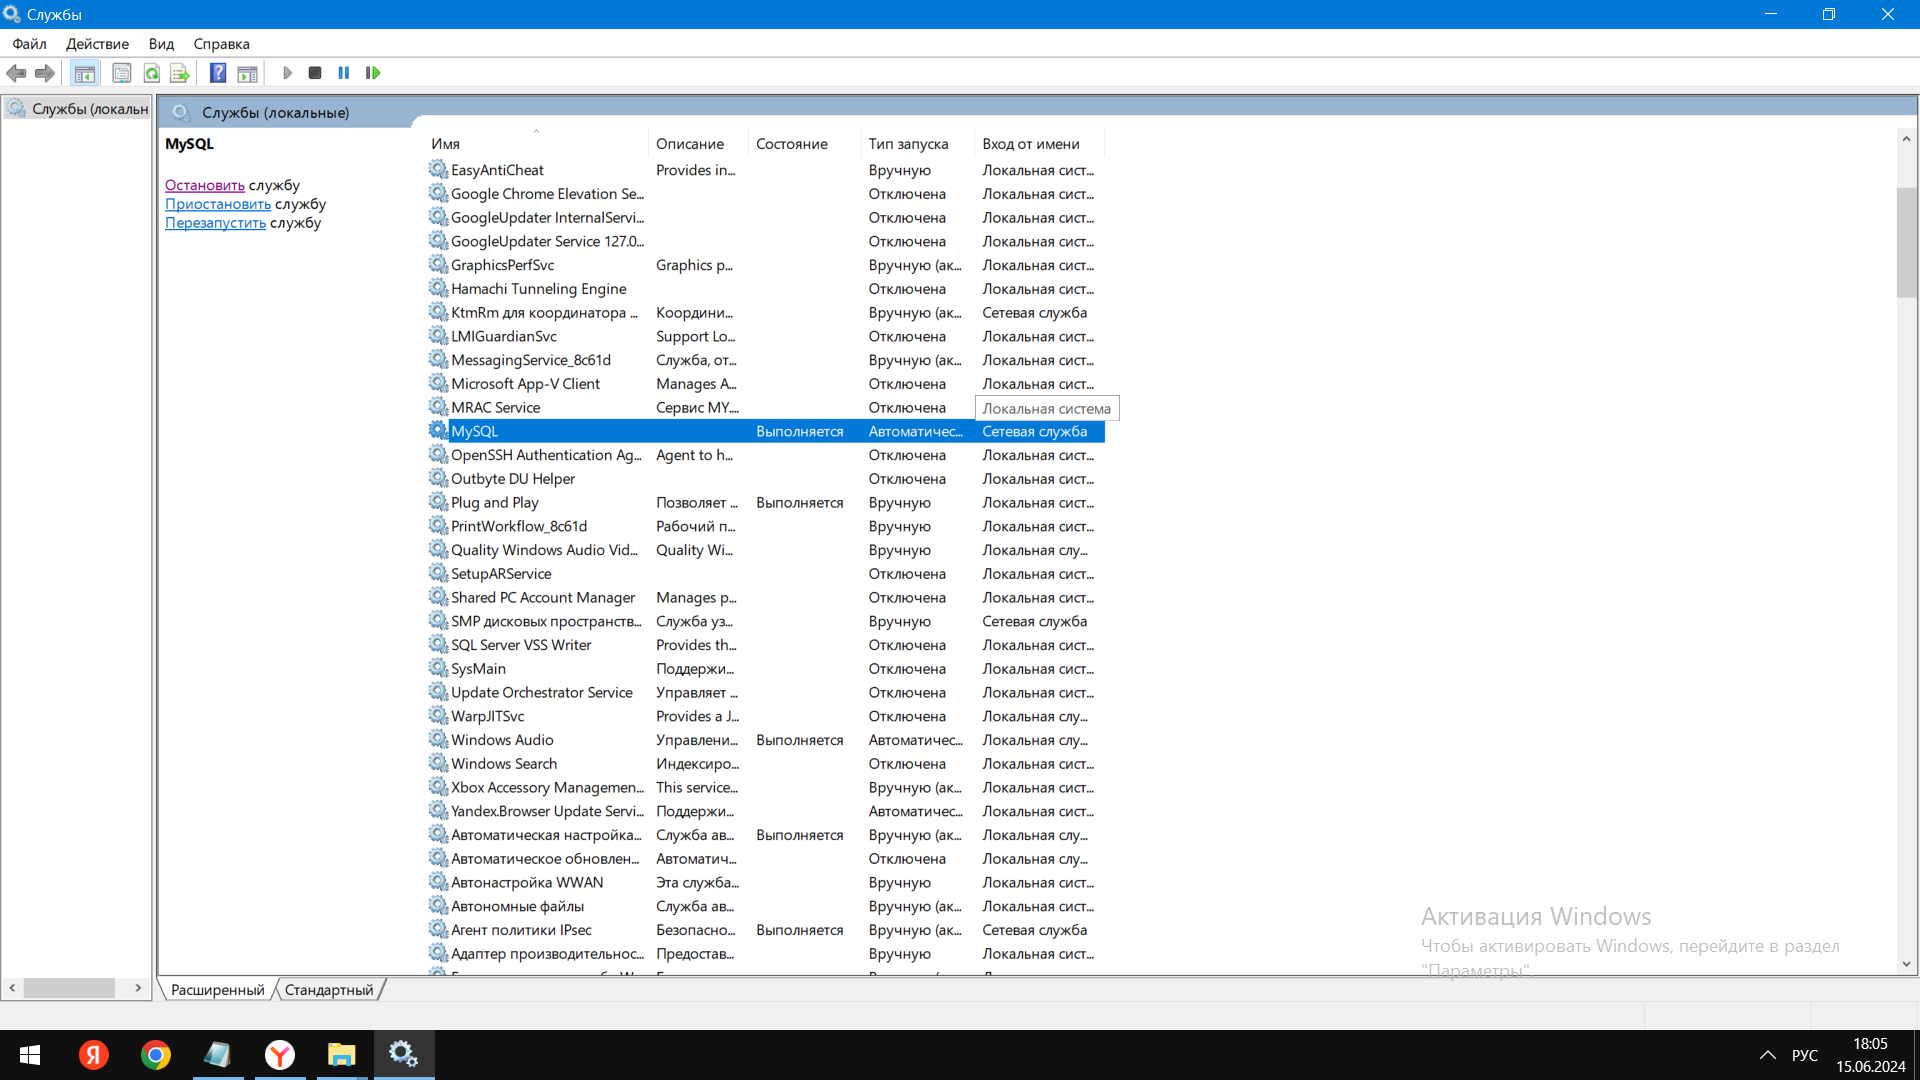 Службы
Файл Действие Вид Справка
Службы (локальн
Службы (локальные)
MySQL
Остановить службу
Приостановить службу
Перезапустить службу
Имя Описание Состояние Тип запуска Вход от имени
EasyAntiCheat Provides in... Вручную Локальная сист...
Google Chrome Elevation Se... Отключена Локальная сист...
GoogleUpdater InternalServi... Отключена Локальная сист...
GoogleUpdater Service 127.0... Отключена Локальная сист...
GraphicsPerfSvc Graphics p... Вручную (ак... Локальная сист...
Hamachi Tunneling Engine Отключена Локальная сист...
KtmRm для координатора ... Координи... Вручную (ак... Сетевая служба
LMIGuardianSvc Support Lo... Отключена Локальная сист...
MessagingService_8c61d Служба, от... Вручную (ак... Локальная сист...
Microsoft App-V Client Manages A... Отключена Локальная сист...
MRAC Service Сервис MY.... Отключена Локальная система
MySQL Выполняется Автоматичес... Сетевая служба
OpenSSH Authentication Ag... Agent to h... Отключена Локальная сист...
Outbyte DU Helper Отключена Локальная сист...
Plug and Play Позволяет ... Выполняется Вручную Локальная сист...
PrintWorkflow_8c61d Рабочий п... Вручную Локальная сист...
Quality Windows Audio Vid... Quality Wi... Вручную Локальная слу...
SetupARService Отключена Локальная сист...
Shared PC Account Manager Manages p... Отключена Локальная сист...
SMP дисковых пространств... Служба уз... Вручную Сетевая служба
SQL Server VSS Writer Provides th... Отключена Локальная сист...
SysMain Поддержи... Отключена Локальная сист...
Update Orchestrator Service Управляет ... Отключена Локальная сист...
WarpJITSvc Provides a J... Отключена Локальная слу...
Windows Audio Управлени... Выполняется Автоматичес... Локальная слу...
Windows Search Индексиро... Отключена Локальная сист...
Xbox Accessory Managemen... This service... Вручную (ак... Локальная сист...
Yandex.Browser Update Servi... Поддержи... Автоматичес... Локальная сист...
Автоматическая настройка... Служба ав... Выполняется Вручную (ак... Локальная слу...
Автоматическое обновлен... Автоматич... Отключена Локальная слу...
Автонастройка WWAN Эта служба... Вручную Локальная сист...
Автономные файлы Служба ав... Вручную (ак... Локальная сист...
Агент политики IPsec Безопасно... Выполняется Вручную (ак... Сетевая служба
Адаптер производительнос... Предостав... Вручную Локальная сист...
Активация Windows
Чтобы активировать Windows, перейдите в раздел
"Параметры".
Расширенный Стандартный
РУС
18:05
15.06.2024